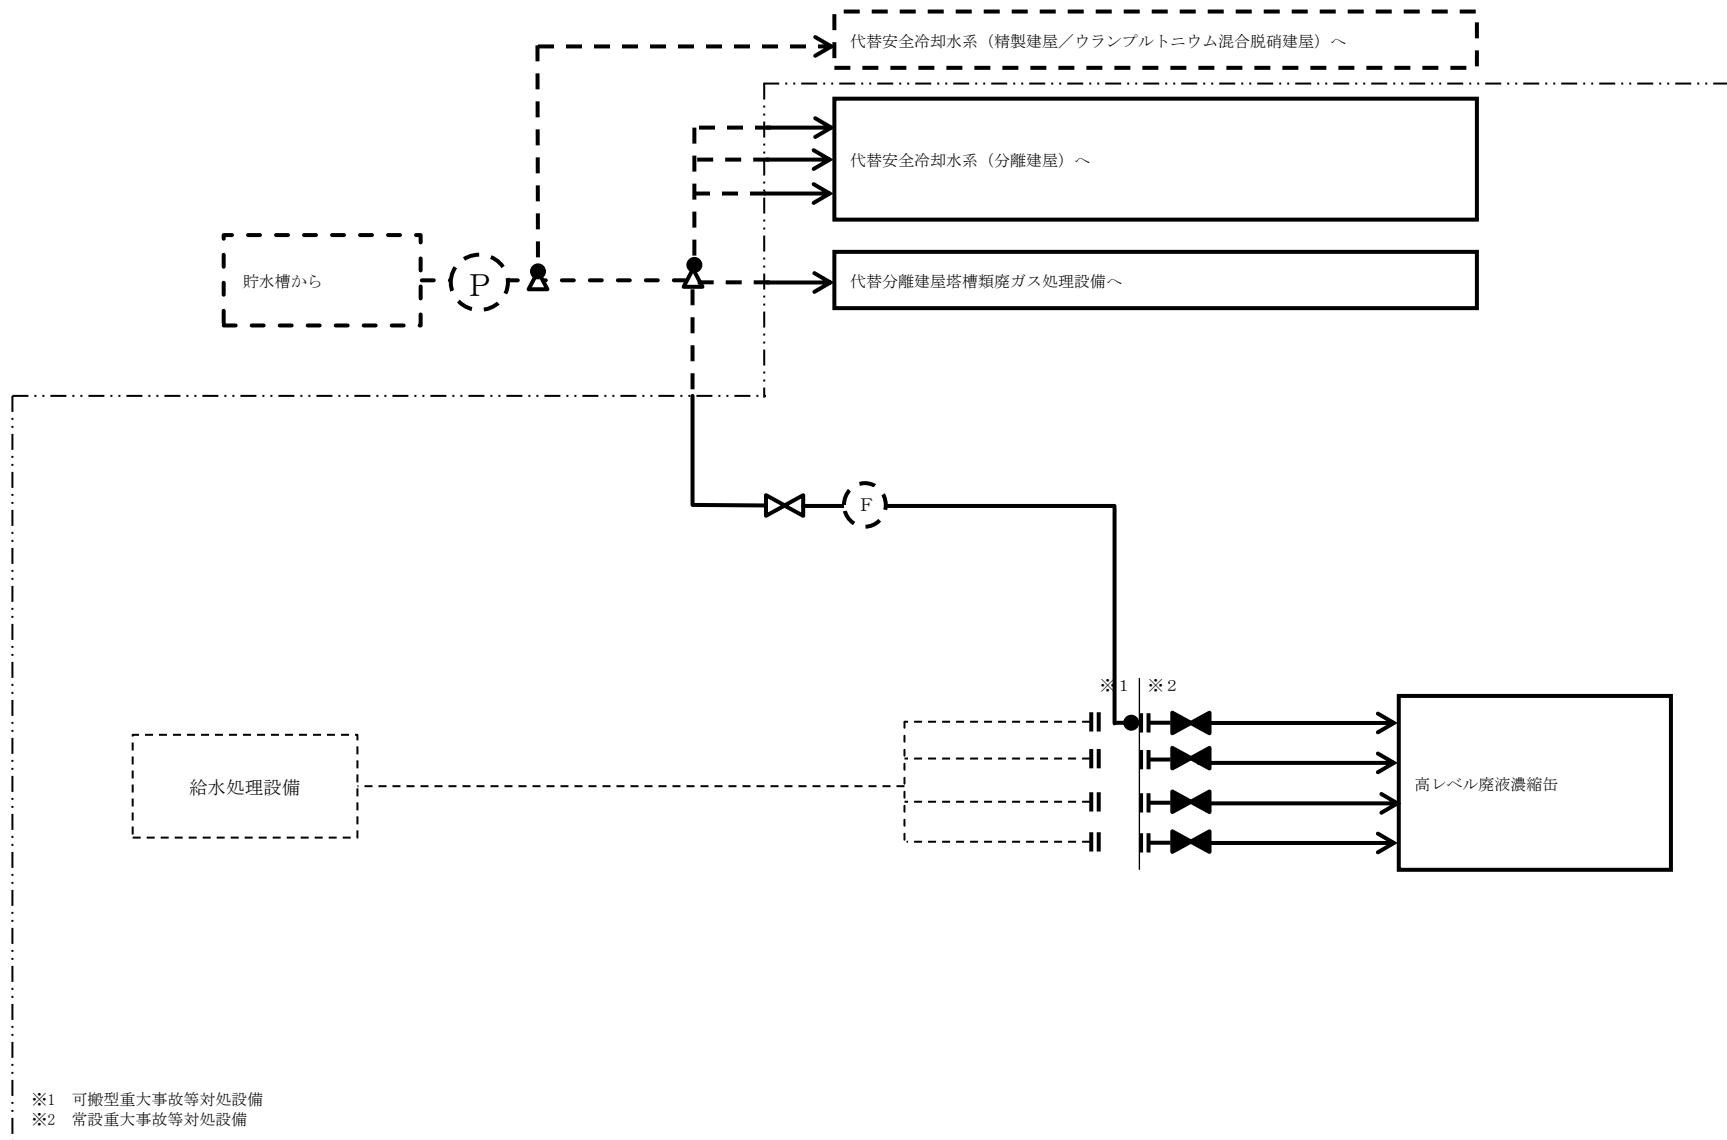 代替安全冷却水系（精製建屋／ウランプルトニウム混合脱硝建屋）へ
代替安全冷却水系（分離建屋）へ
貯水槽から
P
代替分離建屋塔槽類廃ガス処理設備へ
F
※1 ※2
給水処理設備
高レベル廃液濃縮缶
※1　可搬型重大事故等対処設備
※2　常設重大事故等対処設備